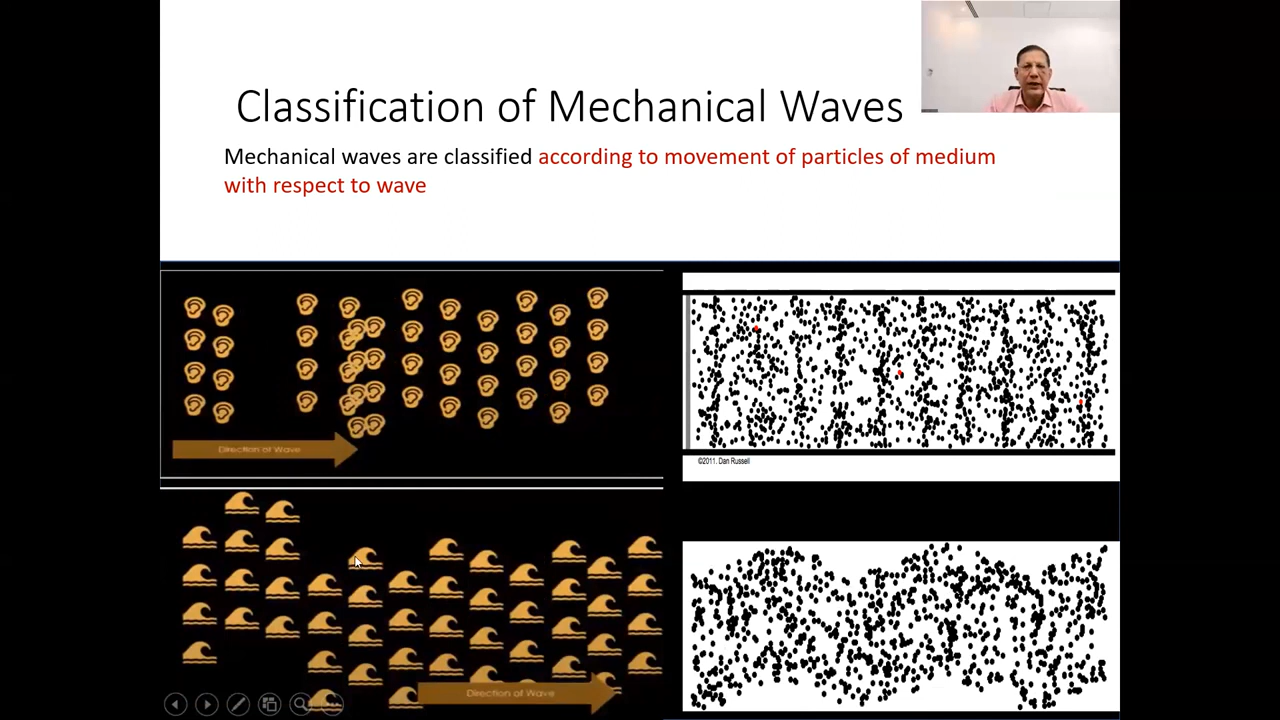 Classification of Mechanical Waves
Mechanical waves are classified according to movement of particles of medium
with respect to wave
Direction of Wave
©2011. Dan Russell
Direction of Wave